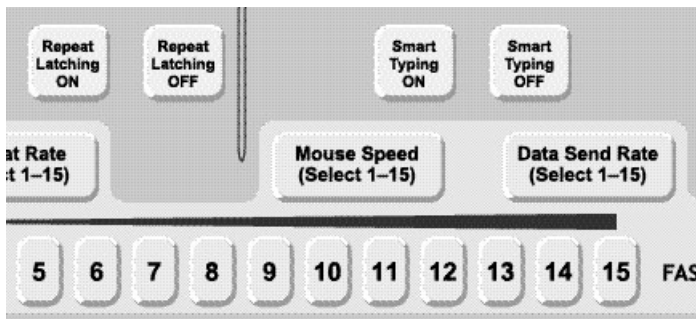 Repeat
Latching
ON
Repeat
Latching
OFF
Smart
Typing
ON
Smart
Typing
OFF
at Rate
ct 1–15)
Mouse Speed
(Select 1–15)
Data Send Rate
(Select 1–15)
5 6 7 8 9 10 11 12 13 14 15 FAS